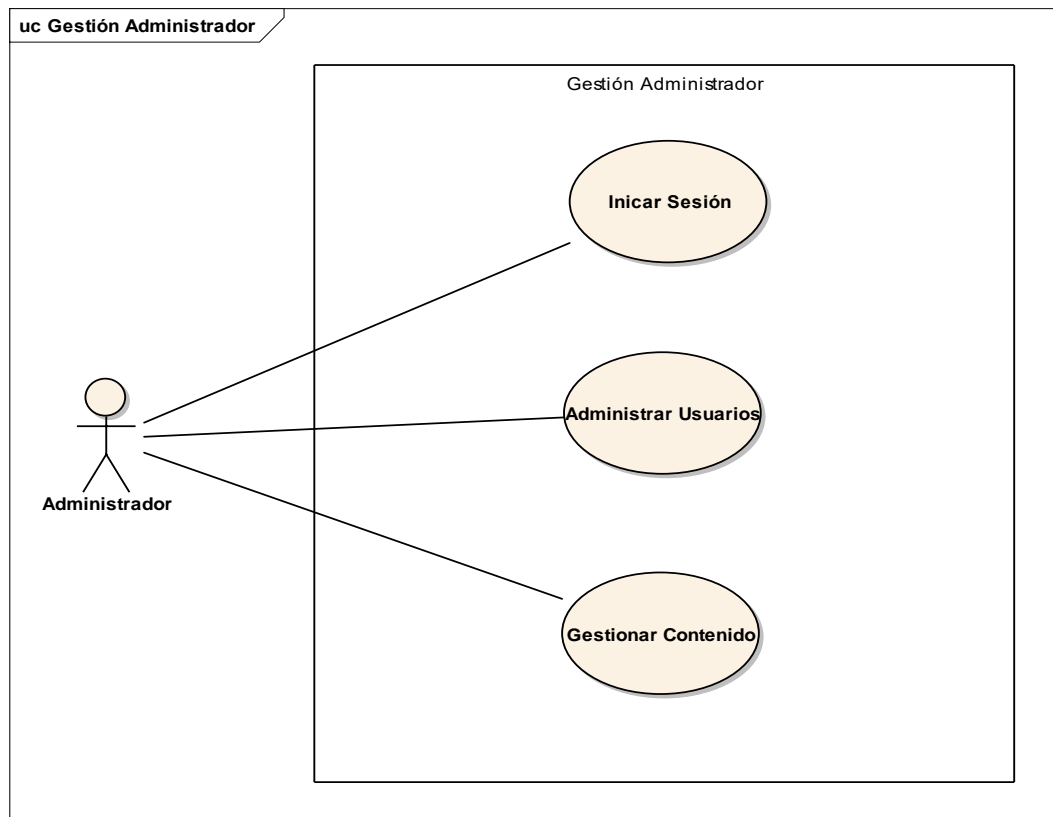 uc Gestión Administrador
Gestión Administrador
Inicar Sesión
Administrar Usuarios
Administrador
Gestionar Contenido